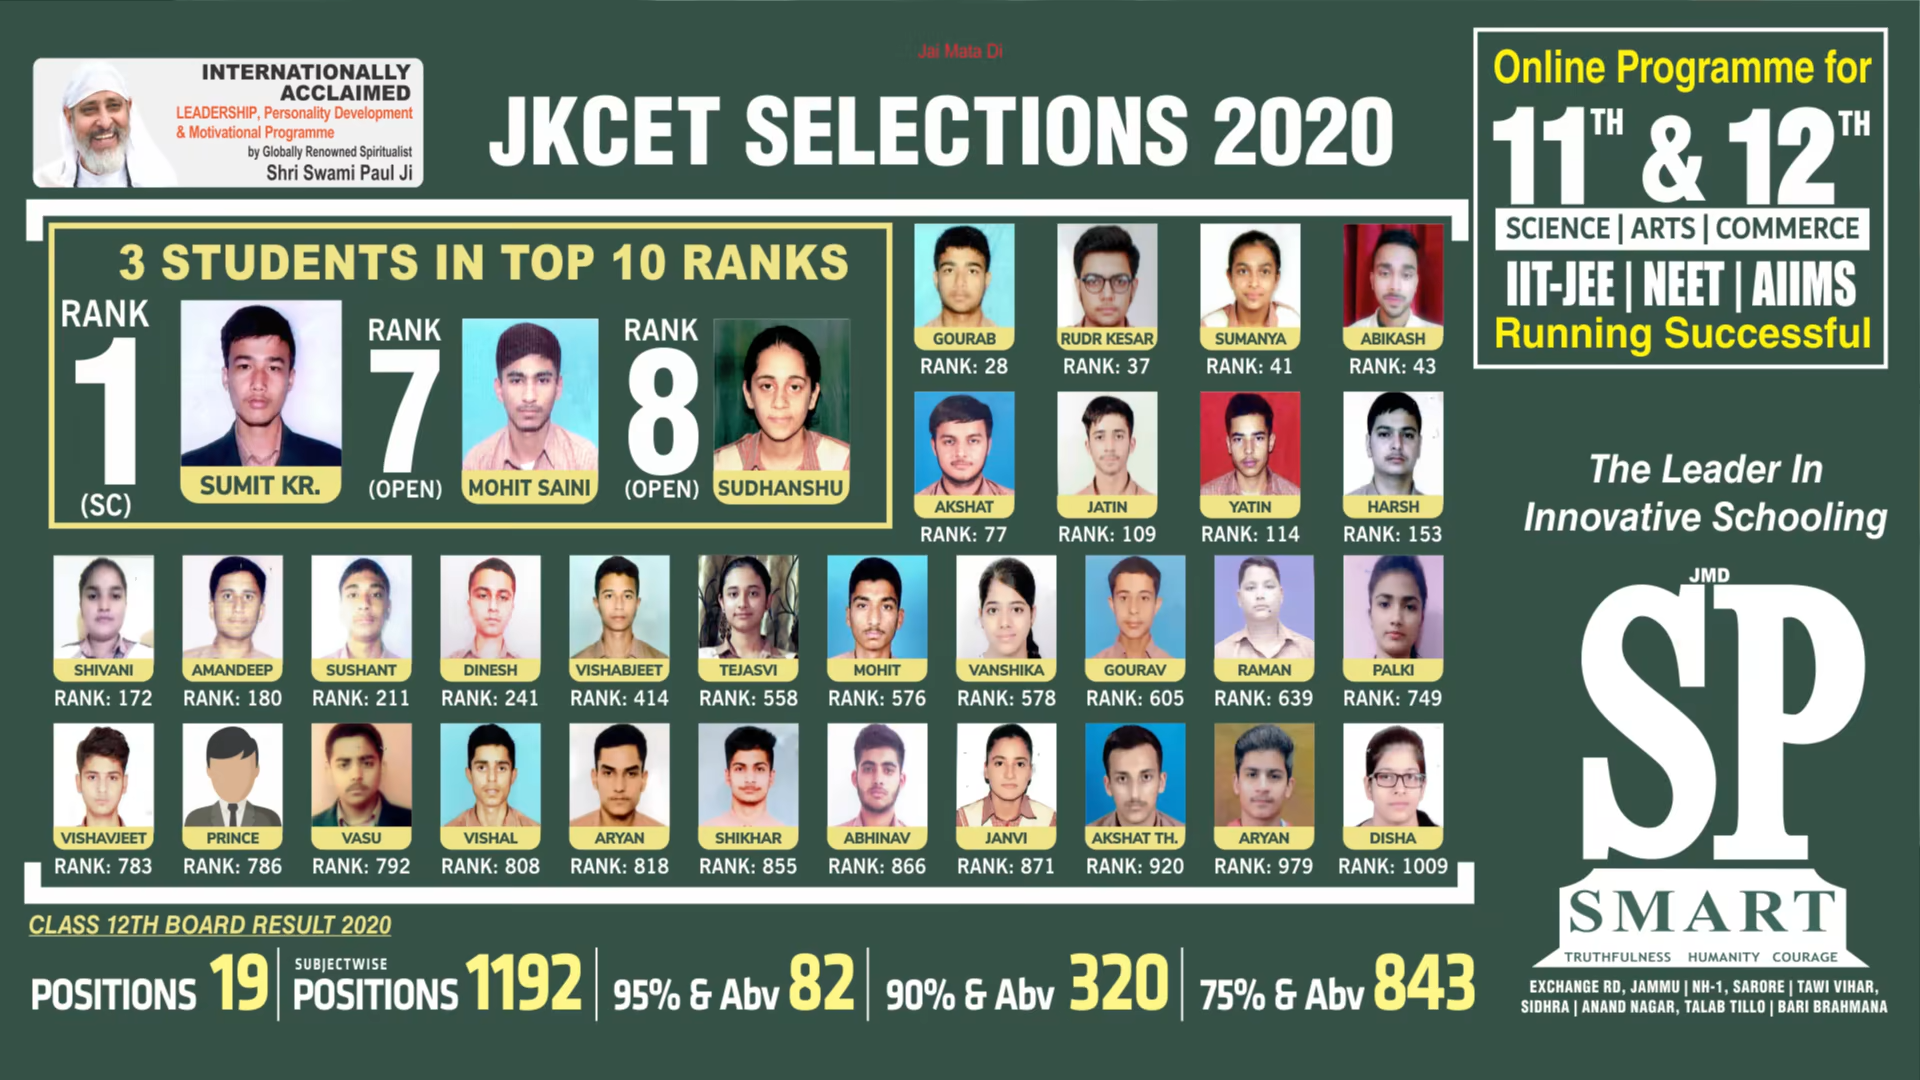 Jai Mata Di
INTERNATIONALLY
ACCLAIMED
LEADERSHIP, Personality Development
& Motivational Programme
by Globally Renowned Spiritualist
Shri Swami Paul Ji
JKCET SELECTIONS 2020
Online Programme for
11TH & 12TH
SCIENCE | ARTS | COMMERCE
IIT-JEE | NEET | AIIMS
Running Successful
3 STUDENTS IN TOP 10 RANKS
RANK
1
(SC)
SUMIT KR.
RANK
7
(OPEN)
MOHIT SAINI
RANK
8
(OPEN)
SUDHANSHU
GOURAB RUDR KESAR SUMANYA ABIKASH
RANK: 28 RANK: 37 RANK: 41 RANK: 43
AKSHAT JATIN YATIN HARSH
RANK: 77 RANK: 109 RANK: 114 RANK: 153
SHIVANI AMANDEEP SUSHANT DINESH VISHABJEET TEJASVI MOHIT VANSHIKA GOURAV RAMAN PALKI
RANK: 172 RANK: 180 RANK: 211 RANK: 241 RANK: 414 RANK: 558 RANK: 576 RANK: 578 RANK: 605 RANK: 639 RANK: 749
VISHAVJEET PRINCE VASU VISHAL ARYAN SHIKHAR ABHINAV JANVI AKSHAT TH. ARYAN DISHA
RANK: 783 RANK: 786 RANK: 792 RANK: 808 RANK: 818 RANK: 855 RANK: 866 RANK: 871 RANK: 920 RANK: 979 RANK: 1009
The Leader In
Innovative Schooling
JMD
SP
SMART
TRUTHFULNESS HUMANITY COURAGE
EXCHANGE RD, JAMMU | NH-1, SARORE | TAWI VIHAR,
SIDHRA | ANAND NAGAR, TALAB TILLO | BARI BRAHMANA
CLASS 12TH BOARD RESULT 2020
POSITIONS 19
SUBJECTWISE
POSITIONS 1192
95% & Abv 82
90% & Abv 320
75% & Abv 843